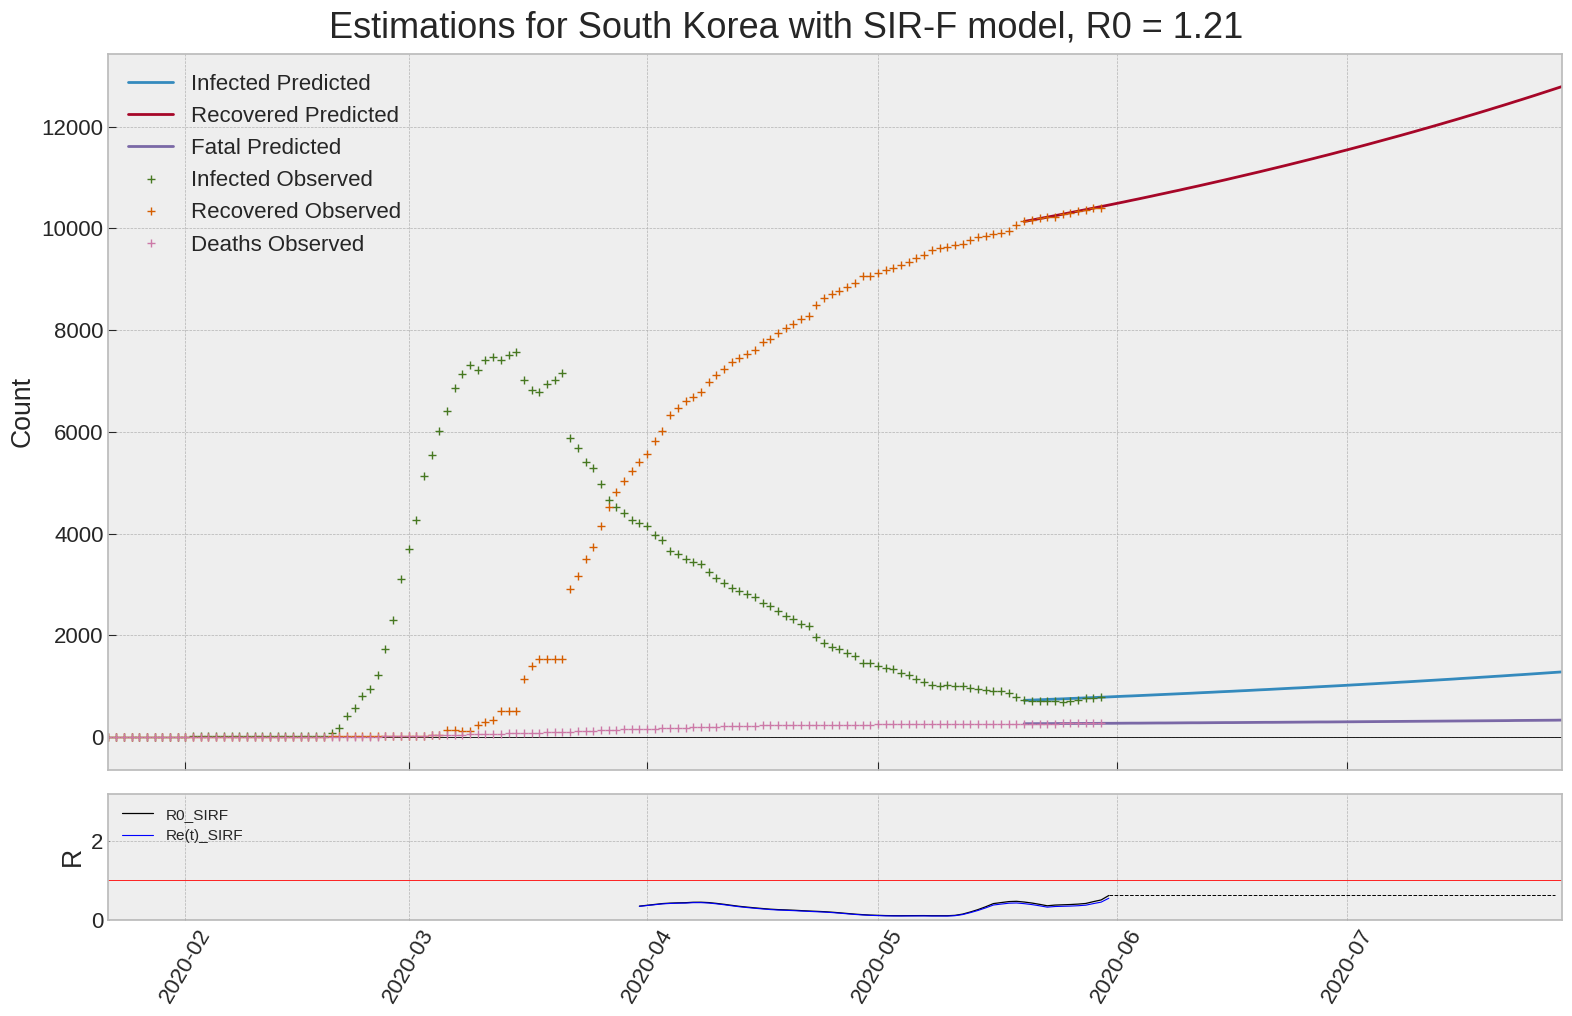 Estimations for South Korea with SIR-F model, R0 = 1.21
Infected Predicted
Recovered Predicted
Fatal Predicted
Infected Observed
Recovered Observed
Deaths Observed
Count
12000
10000
8000
6000
4000
2000
0
R0_SIRF
Re(t)_SIRF
R
2
0
2020-02
2020-03
2020-04
2020-05
2020-06
2020-07